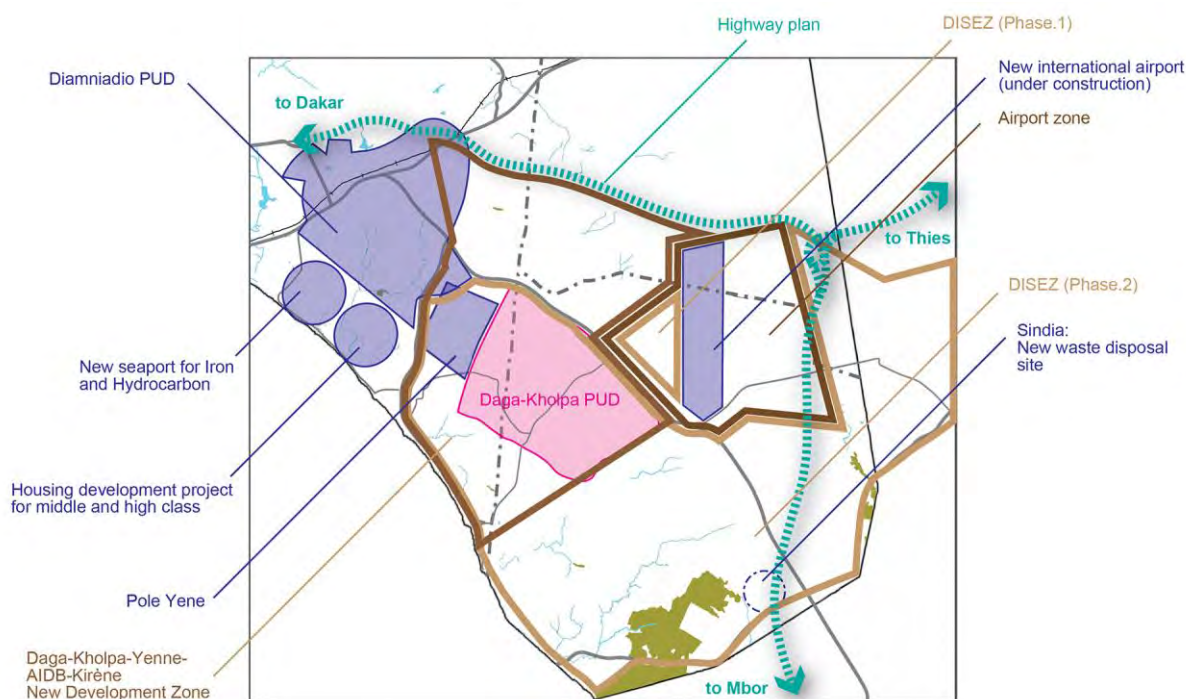 Highway plan
DISEZ (Phase.1)
Diamniadio PUD
New international airport
(under construction)
to Dakar
Airport zone
to Thies
DISEZ (Phase.2)
Sindia:
New waste disposal
site
New seaport for Iron
and Hydrocarbon
Daga-Kholpa PUD
Housing development project
for middle and high class
Pole Yene
Daga-Kholpa-Yenne-
AIDB-Kirène
New Development Zone
to Mbor